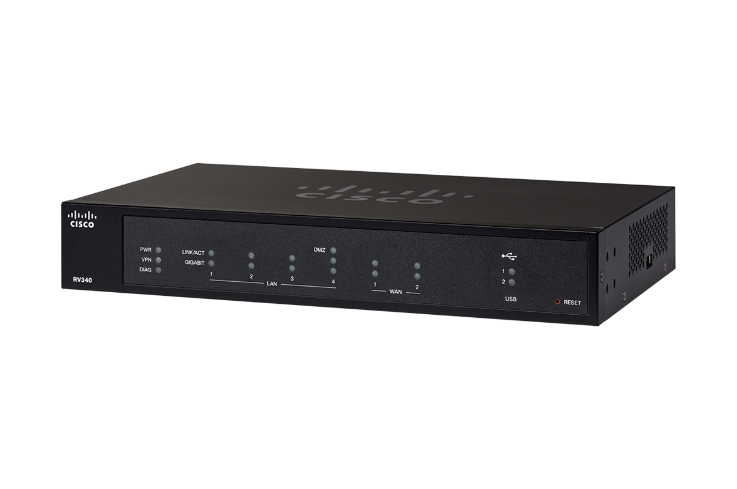 CISCO
CISCO
PWR
VPN
DIAG
LINK/ACT
GIGABIT
DMZ
1 2 3 4 1 2
LAN WAN
1
2
USB
RV340
RESET